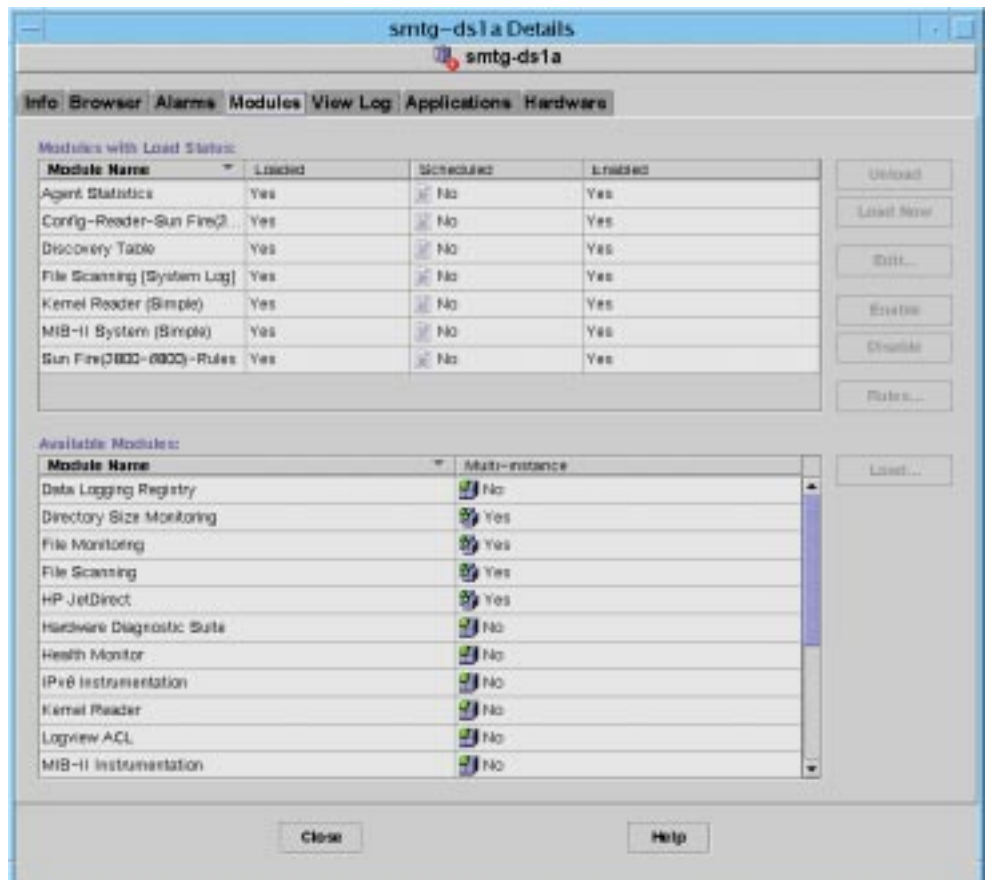 smtg-ds1a Details
smtg-ds1a
Info Browser Alarms Modules View Log Applications Hardware
Modules with Load Status:
Module Name Loaded Scheduled Enabled
Agent Statistics Yes No Yes
Config-Reader-Sun Fire(3... Yes No Yes
Discovery Table Yes No Yes
File Scanning [System Log] Yes No Yes
Kernel Reader (Simple) Yes No Yes
MIB-II System (Simple) Yes No Yes
Sun Fire(3800-6800)-Rules Yes No Yes
Unload
Load Now
Edit...
Enable
Disable
Rules...
Available Modules:
Module Name Multi-instance
Data Logging Registry No
Directory Size Monitoring Yes
File Monitoring Yes
File Scanning Yes
HP JetDirect Yes
Hardware Diagnostic Suite No
Health Monitor No
IPv6 Instrumentation No
Kernel Reader No
Logview ACL No
MIB-II Instrumentation No
Load...
Close Help